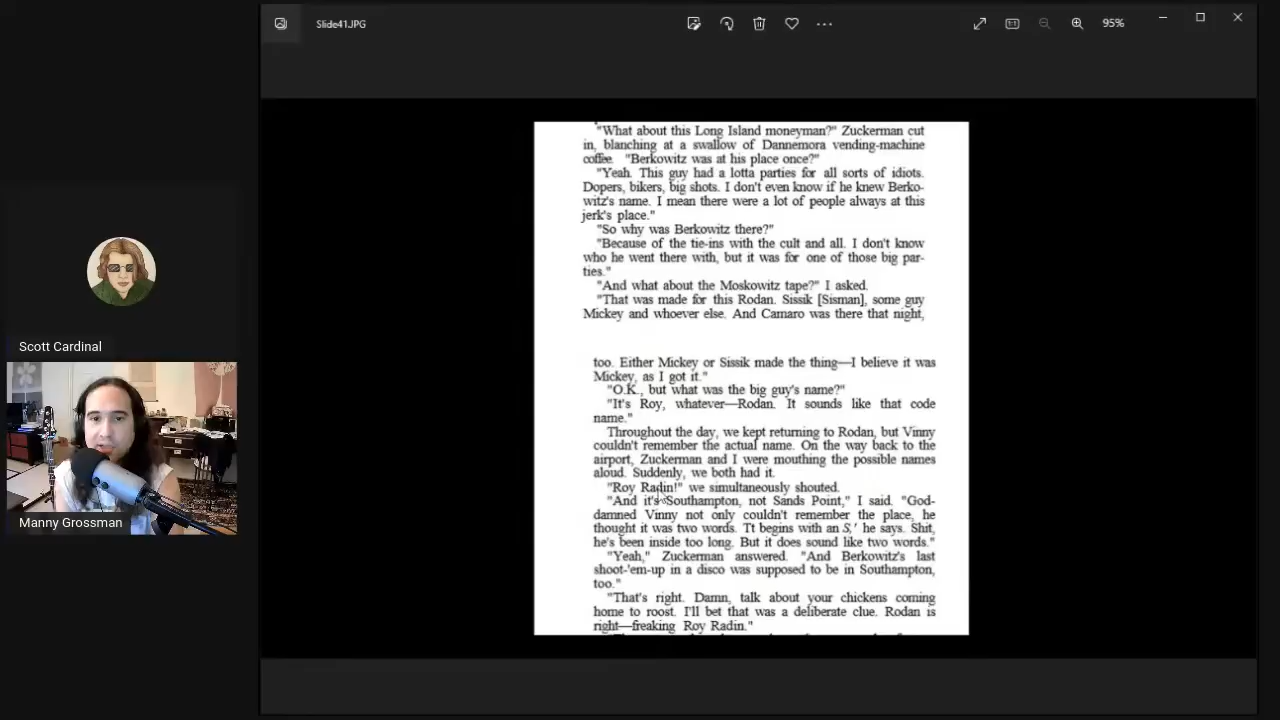 Slide41.JPG
95%
"What about this Long Island moneyman?" Zuckerman cut
in, blanching at a swallow of Dannemora vending-machine
coffee. "Berkowitz was at his place once?"
"Yeah. This guy had a lotta parties for all sorts of idiots.
Dopers, bikers, big shots. I don't even know if he knew Berko-
witz's name. I mean there were a lot of people always at this
jerk's place."
"So why was Berkowitz there?"
"Because of the tie-ins with the cult and all. I don't know
who he went there with, but it was for one of those big par-
ties."
"And what about the Moskowitz tape?" I asked.
"That was made for this Rodan. Sissik [Sisman], some guy
Mickey and whoever else. And Camaro was there that night,
too. Either Mickey or Sissik made the thing—I believe it was
Mickey, as I got it."
"O.K., but what was the big guy's name?"
"It's Roy, whatever—Rodan. It sounds like that code
name."
Throughout the day, we kept returning to Rodan, but Vinny
couldn't remember the actual name. On the way back to the
airport, Zuckerman and I were mouthing the possible names
aloud. Suddenly, we both had it.
"Roy Radin!" we simultaneously shouted.
"And it's Southampton, not Sands Point," I said. "God-
damned Vinny not only couldn't remember the place, he
thought it was two words. Tt begins with an S,' he says. Shit,
he's been inside too long. But it does sound like two words."
"Yeah," Zuckerman answered. "And Berkowitz's last
shoot-'em-up in a disco was supposed to be in Southampton,
too."
"That's right. Damn, talk about your chickens coming
home to roost. I'll bet that was a deliberate clue. Rodan is
right—freaking Roy Radin."
Scott Cardinal
Manny Grossman